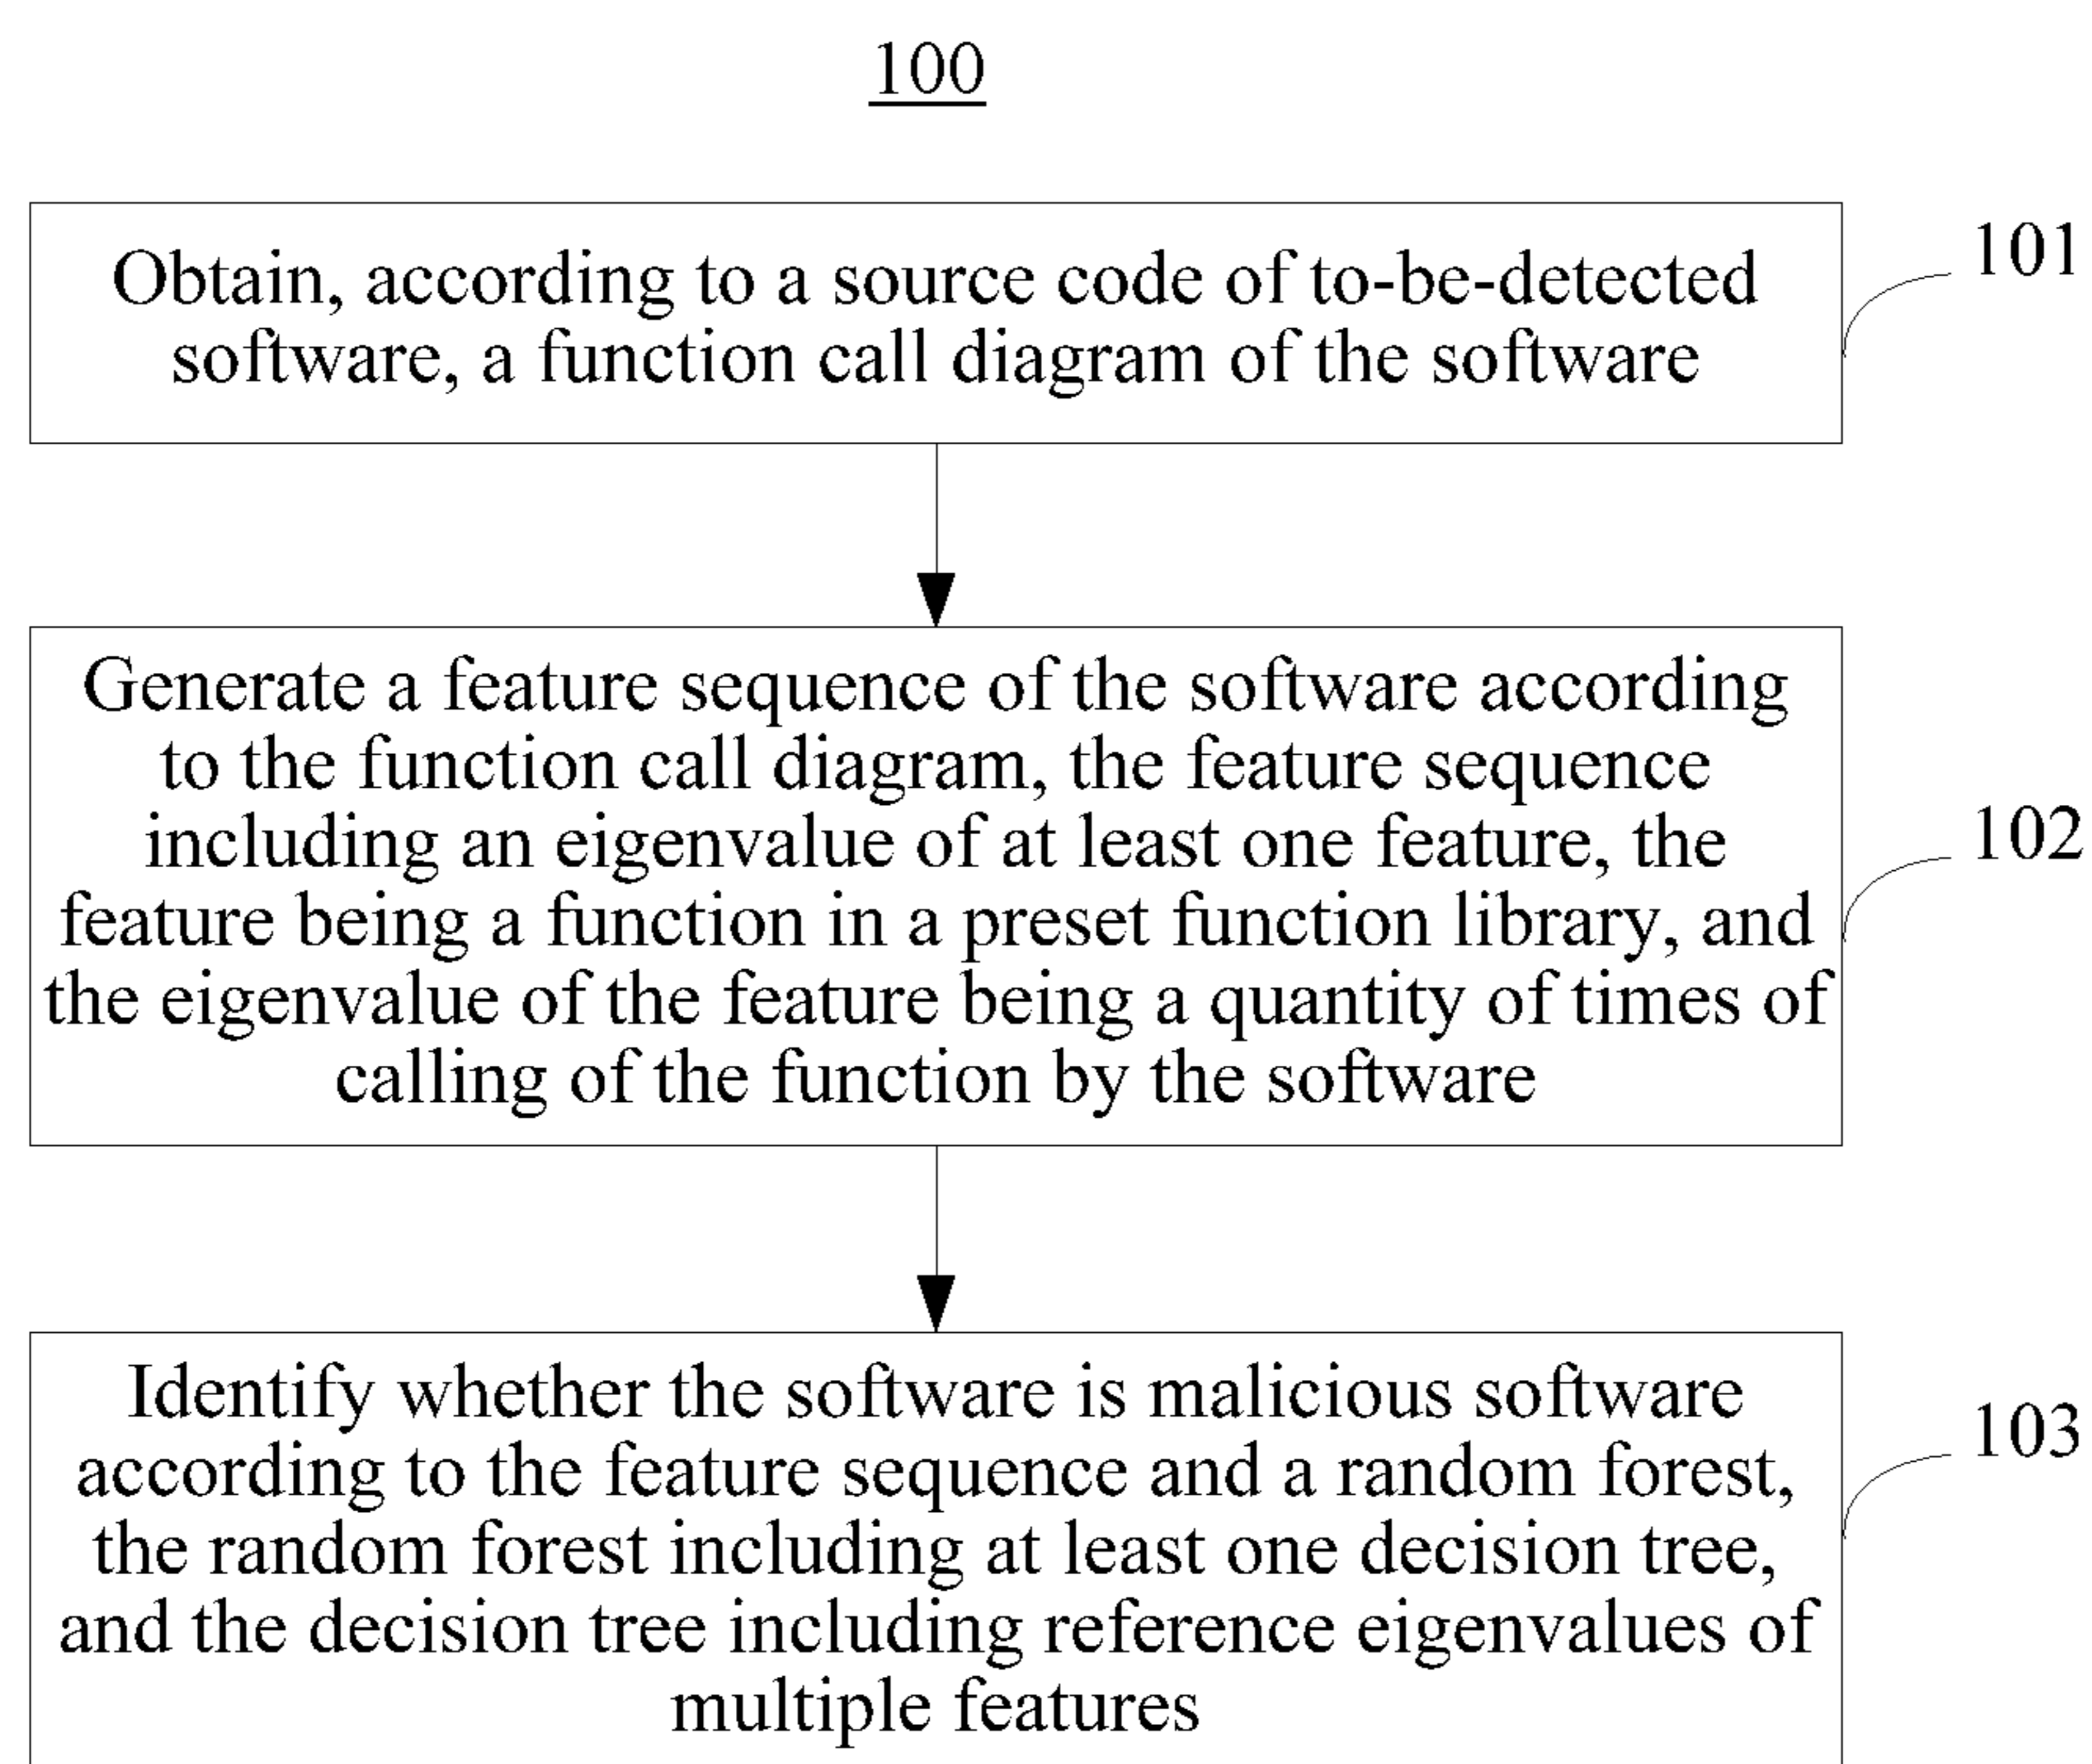 100
Obtain, according to a source code of to-be-detected
software, a function call diagram of the software
101
Generate a feature sequence of the software according
to the function call diagram, the feature sequence
including an eigenvalue of at least one feature, the
feature being a function in a preset function library, and
the eigenvalue of the feature being a quantity of times of
calling of the function by the software
102
Identify whether the software is malicious software
according to the feature sequence and a random forest,
the random forest including at least one decision tree,
and the decision tree including reference eigenvalues of
multiple features
103